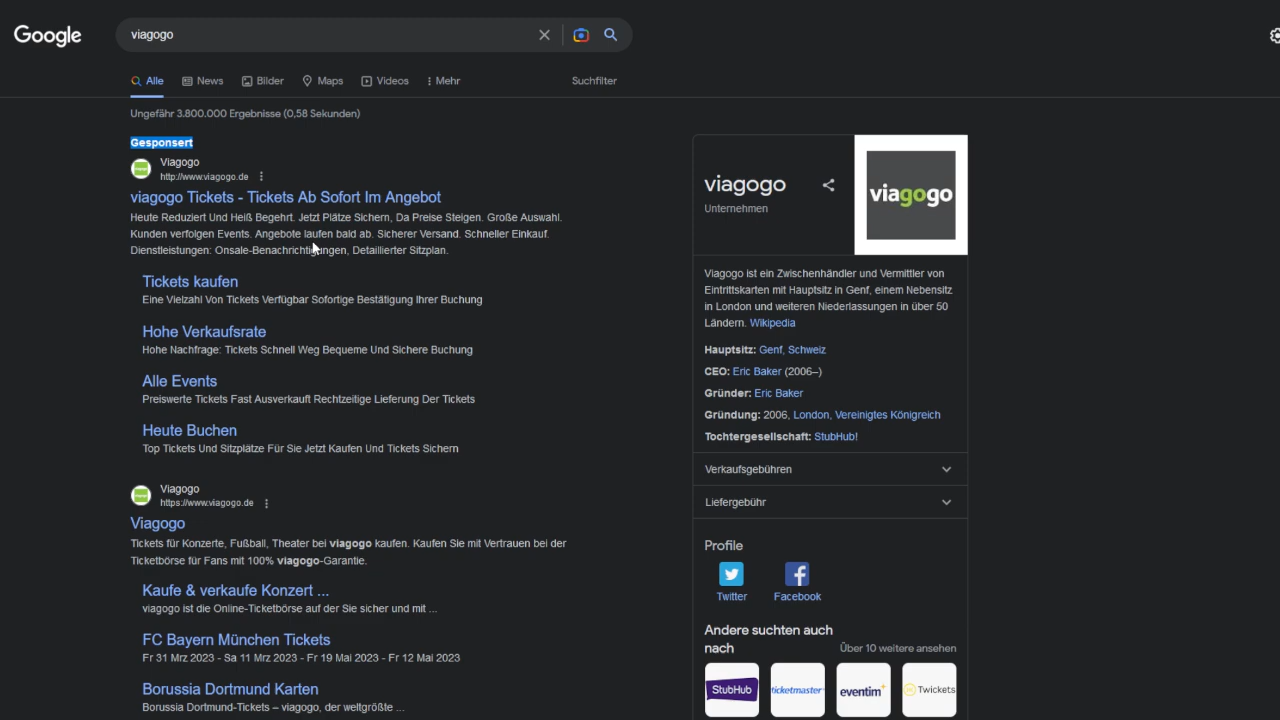 Google
viagogo
Alle News Bilder Maps Videos Mehr Suchfilter
Ungefähr 3.800.000 Ergebnisse (0,58 Sekunden)
Gesponsert
Viagogo
http://www.viagogo.de
viagogo Tickets - Tickets Ab Sofort Im Angebot
Heute Reduziert Und Heiß Begehrt. Jetzt Plätze Sichern, Da Preise Steigen. Große Auswahl.
Kunden verfolgen Events. Angebote laufen bald ab. Sicherer Versand. Schneller Einkauf.
Dienstleistungen: Onsale-Benachrichtigungen, Detaillierter Sitzplan.
Tickets kaufen
Eine Vielzahl Von Tickets Verfügbar Sofortige Bestätigung Ihrer Buchung
Hohe Verkaufsrate
Hohe Nachfrage: Tickets Schnell Weg Bequeme Und Sichere Buchung
Alle Events
Preiswerte Tickets Fast Ausverkauft Rechtzeitige Lieferung Der Tickets
Heute Buchen
Top Tickets Und Sitzplätze Für Sie Jetzt Kaufen Und Tickets Sichern
Viagogo
https://www.viagogo.de
Viagogo
Tickets für Konzerte, Fußball, Theater bei viagogo kaufen. Kaufen Sie mit Vertrauen bei der
Ticketbörse für Fans mit 100% viagogo-Garantie.
Kaufe & verkaufe Konzert ...
viagogo ist die Online-Ticketbörse auf der Sie sicher und mit ...
FC Bayern München Tickets
Fr 31 Mrz 2023 - Sa 11 Mrz 2023 - Fr 19 Mai 2023 - Fr 12 Mai 2023
Borussia Dortmund Karten
Borussia Dortmund-Tickets – viagogo, der weltgrößte ...
viagogo
Unternehmen
viagogo
Viagogo ist ein Zwischenhändler und Vermittler von
Eintrittskarten mit Hauptsitz in Genf, einem Nebensitz
in London und weiteren Niederlassungen in über 50
Ländern. Wikipedia
Hauptsitz: Genf, Schweiz
CEO: Eric Baker (2006–)
Gründer: Eric Baker
Gründung: 2006, London, Vereinigtes Königreich
Tochtergesellschaft: StubHub!
Verkaufsgebühren
Liefergebühr
Profile
Twitter Facebook
Andere suchten auch
nach
Über 10 weitere ansehen
StubHub ticketmaster eventim Twickets